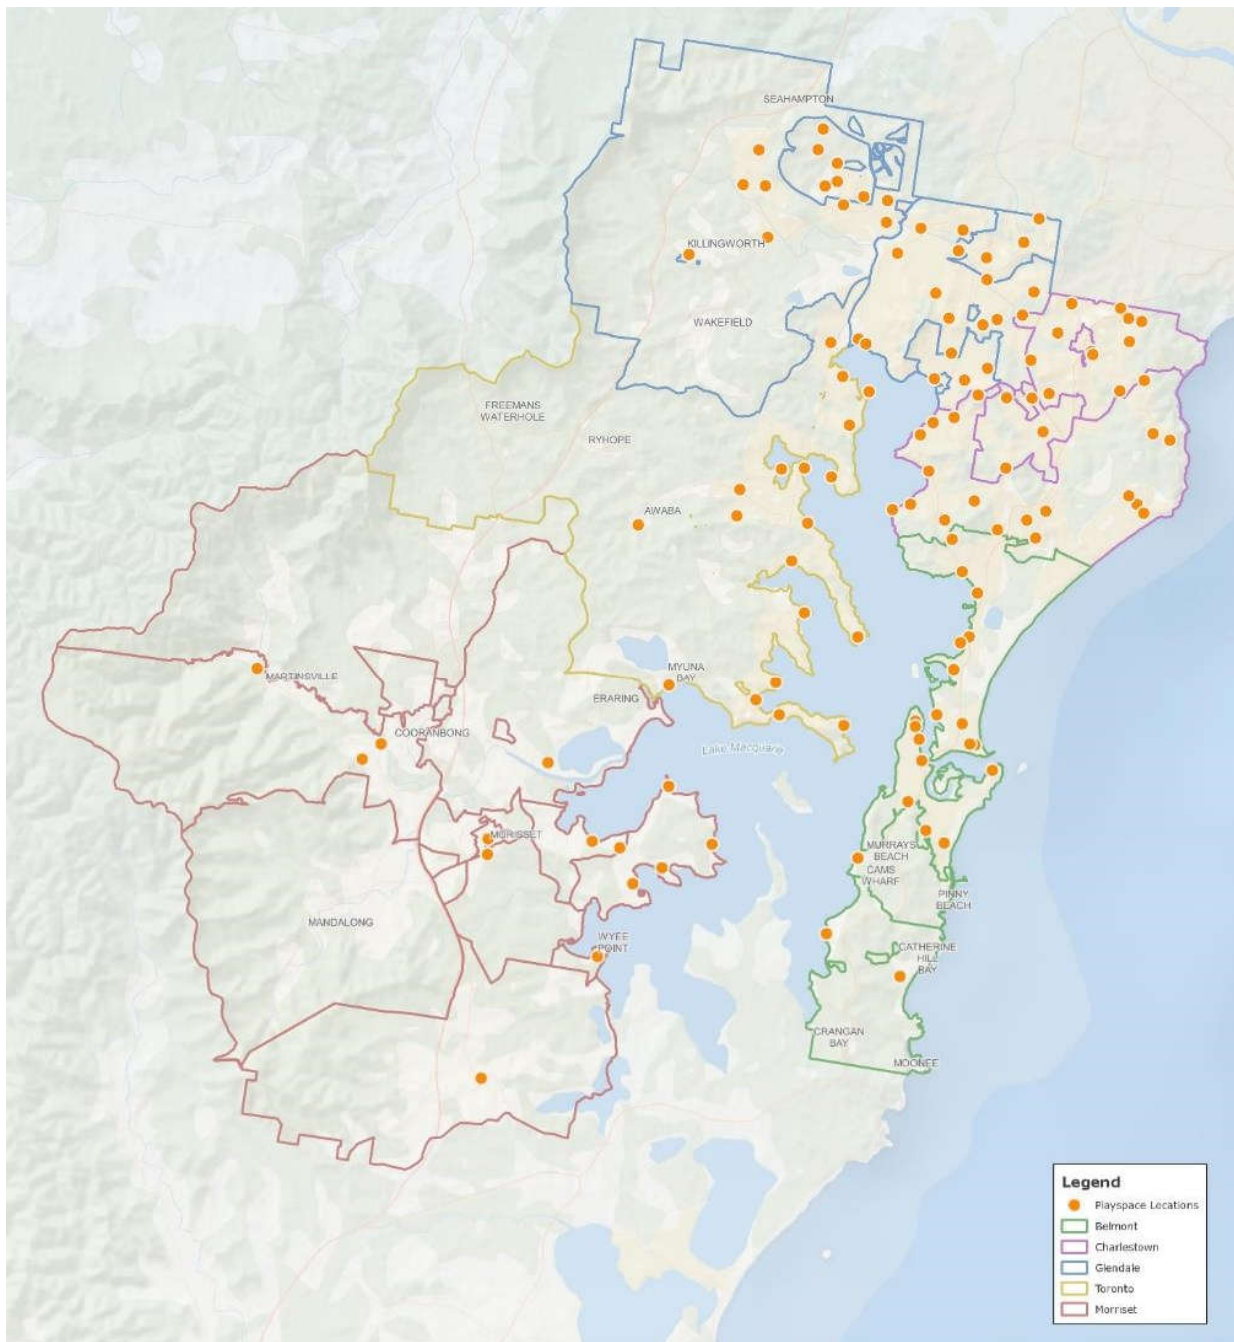 SEAHAMPTON
KILLINGWORTH
WAKEFIELD
FREEMANS
WATERHOLE
RYHOPE
AWABA
MARTINSVILLE
MYUNA
BAY
ERARING
COORANBONG
Lake Macquarie
MORISSET
MURRAYS
BEACH
CAMS
WHARF
PINNY
BEACH
MANDALONG
WYEE
POINT
CATHERINE
HILL
BAY
CRANGAN
BAY
MOONEE
Legend
Playspace Locations
Belmont
Charlestown
Glendale
Toronto
Morriset